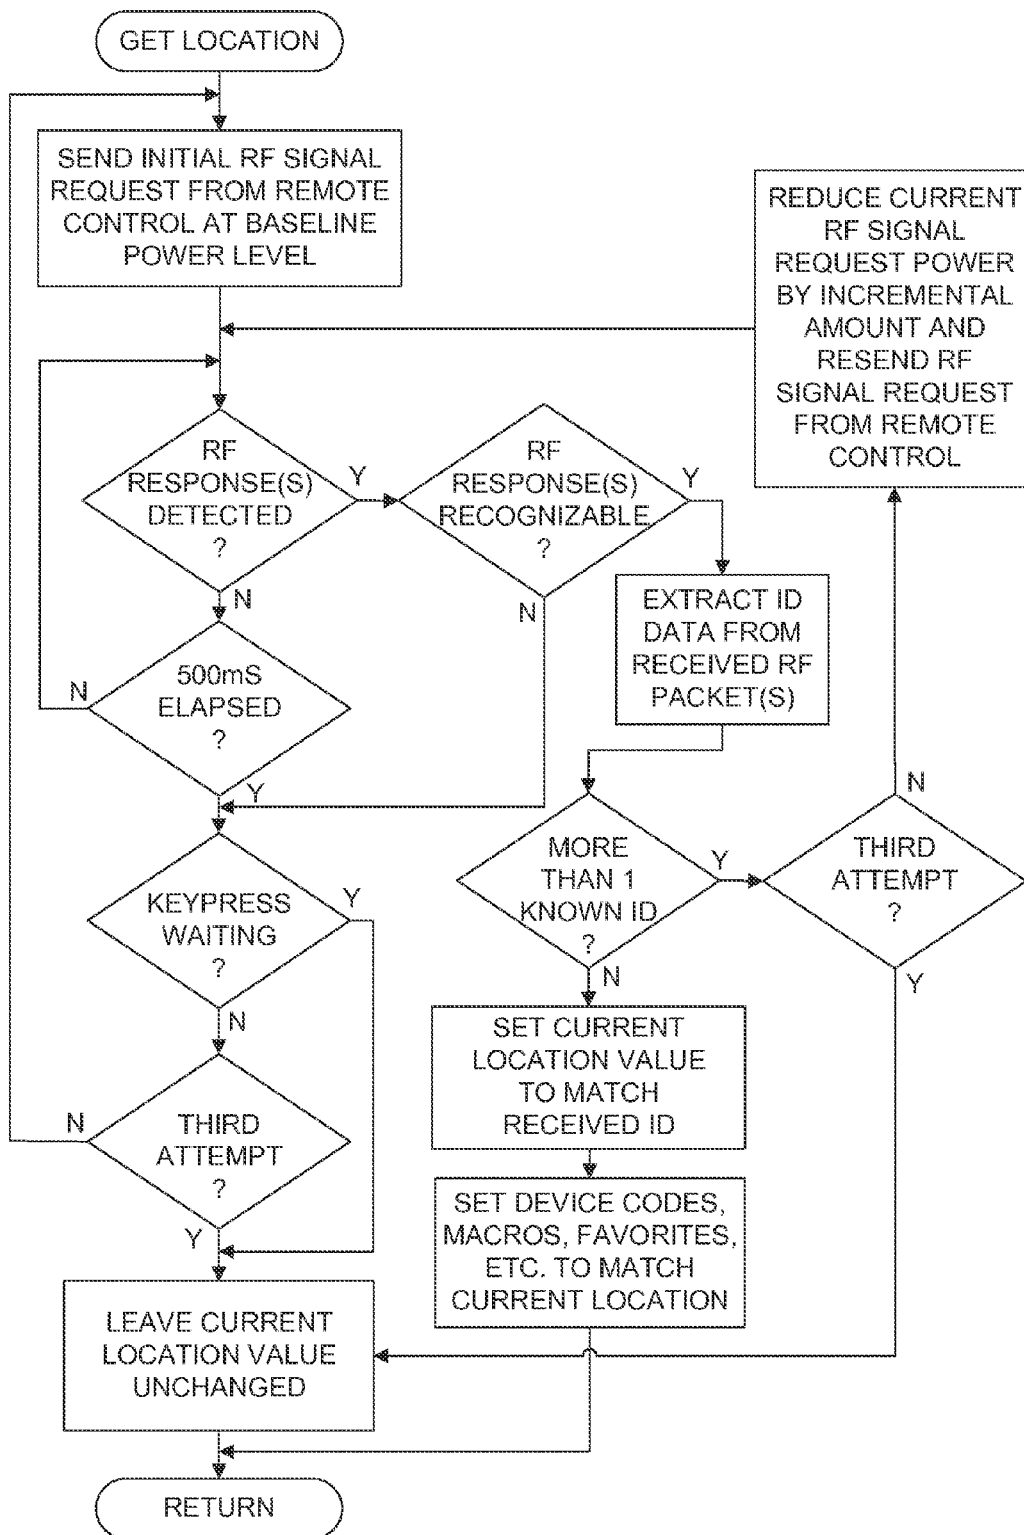 GET LOCATION
SEND INITIAL RF SIGNAL
REQUEST FROM REMOTE
CONTROL AT BASELINE
POWER LEVEL
REDUCE CURRENT
RF SIGNAL
REQUEST POWER
BY INCREMENTAL
AMOUNT AND
RESEND RF
SIGNAL REQUEST
FROM REMOTE
CONTROL
RF
RESPONSE(S)
DETECTED
?
Y
N
RF
RESPONSE(S)
RECOGNIZABLE
?
Y
N
EXTRACT ID
DATA FROM
RECEIVED RF
PACKET(S)
500mS
ELAPSED
?
N
Y
MORE
THAN 1
KNOWN ID
?
Y
N
THIRD
ATTEMPT
?
N
Y
KEYPRESS
WAITING
?
Y
N
SET CURRENT
LOCATION VALUE
TO MATCH
RECEIVED ID
THIRD
ATTEMPT
?
N
Y
SET DEVICE CODES,
MACROS, FAVORITES,
ETC. TO MATCH
CURRENT LOCATION
LEAVE CURRENT
LOCATION VALUE
UNCHANGED
RETURN